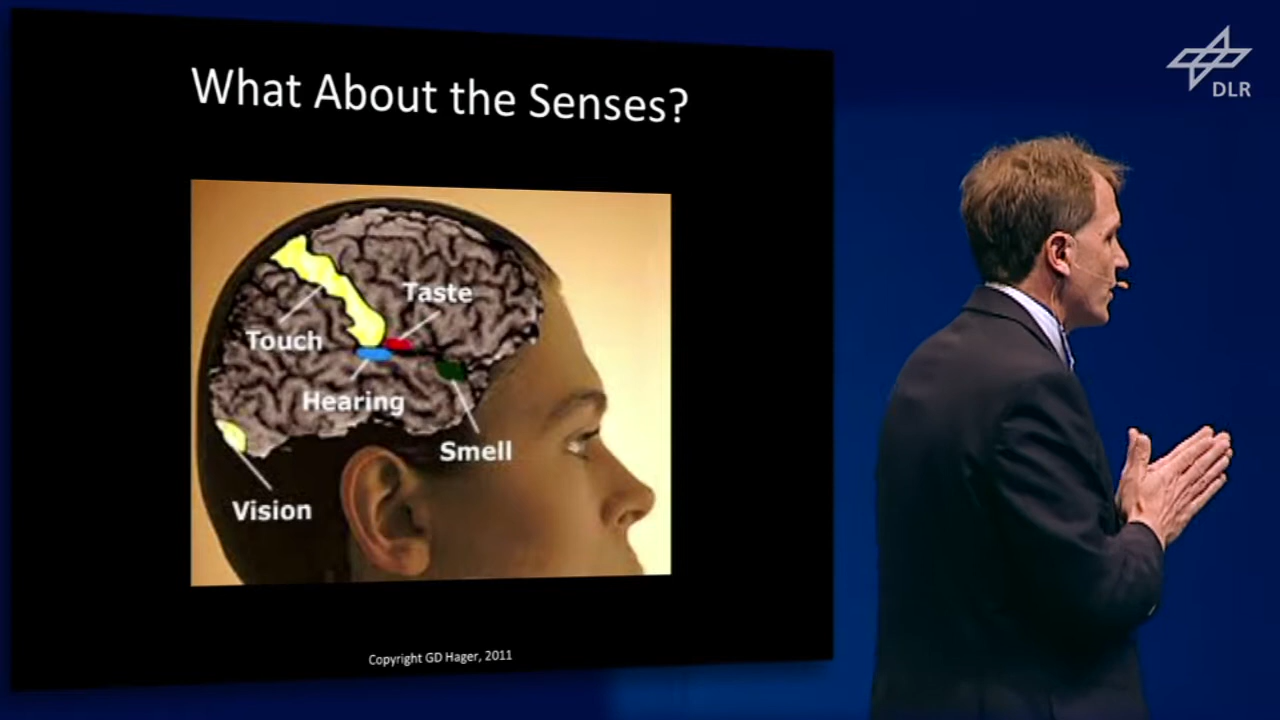 What About the Senses?
Taste
Touch
Hearing
Smell
Vision
Copyright GD Hager, 2011
DLR